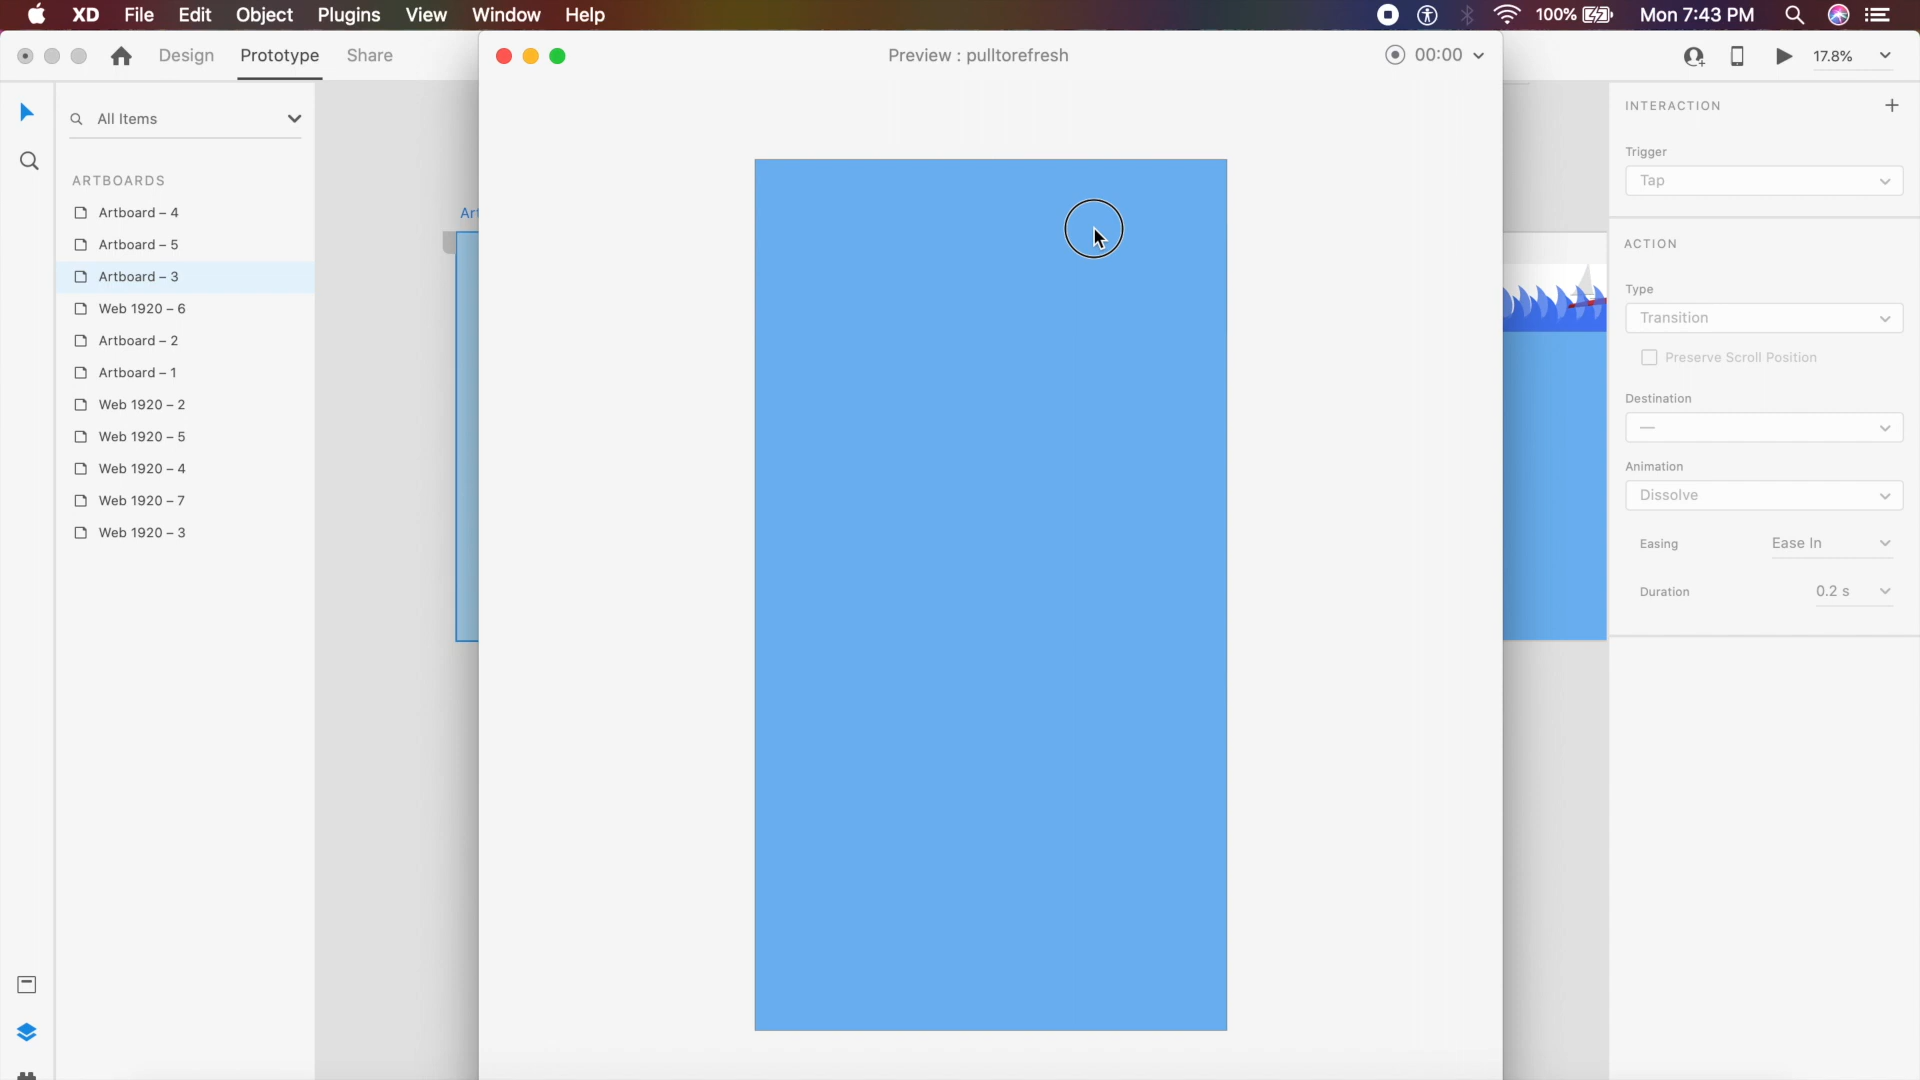 XD File Edit Object Plugins View Window Help 100% Mon 7:43 PM
Design Prototype Share
Preview : pulltorefresh 00:00
17.8%
All Items
ARTBOARDS
Artboard – 4
Artboard – 5
Artboard – 3
Web 1920 – 6
Artboard – 2
Artboard – 1
Web 1920 – 2
Web 1920 – 5
Web 1920 – 4
Web 1920 – 7
Web 1920 – 3
INTERACTION
Trigger
Tap
ACTION
Type
Transition
Preserve Scroll Position
Destination
—
Animation
Dissolve
Easing Ease In
Duration 0.2 s